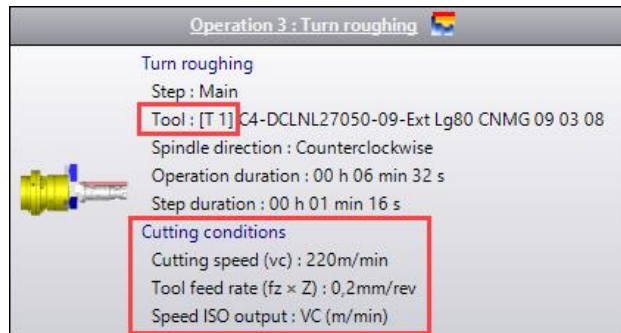 Operation 3 : Turn roughing
Turn roughing
Step : Main
Tool : [T 1] C4-DCLNL27050-09-Ext Lg80 CNMG 09 03 08
Spindle direction : Counterclockwise
Operation duration : 00 h 06 min 32 s
Step duration : 00 h 01 min 16 s
Cutting conditions
Cutting speed (vc) : 220m/min
Tool feed rate (fz × Z) : 0,2mm/rev
Speed ISO output : VC (m/min)